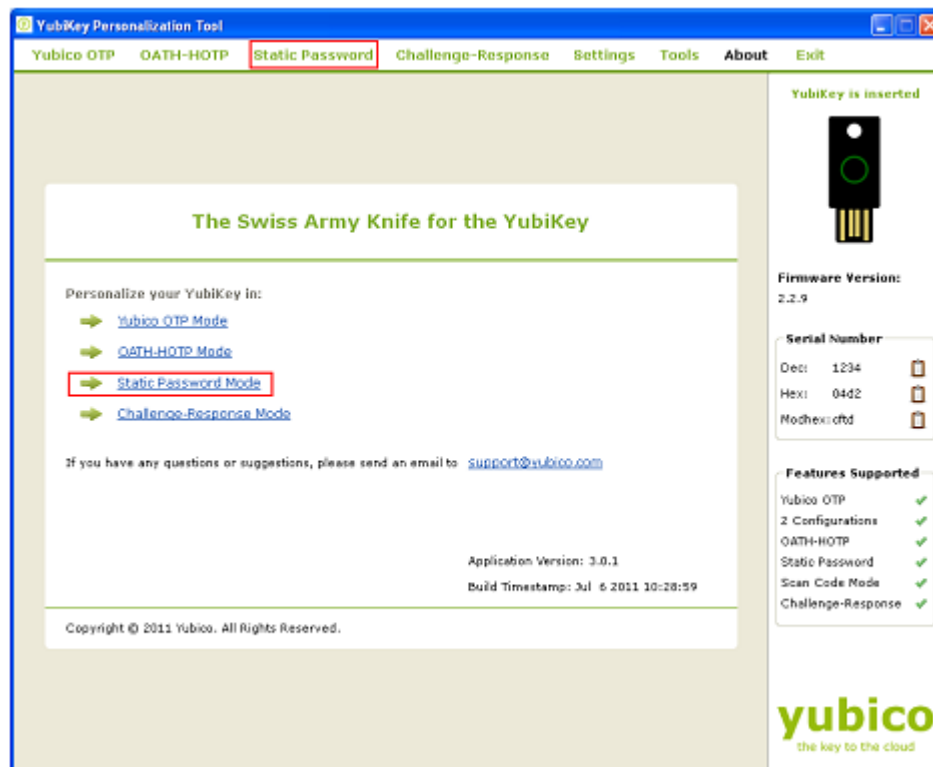 YubiKey Personalization Tool
Yubico OTP OATH-HOTP Static Password Challenge-Response Settings Tools About Exit
YubiKey is inserted
The Swiss Army Knife for the YubiKey
Personalize your YubiKey in:
Yubico OTP Mode
OATH-HOTP Mode
Static Password Mode
Challenge-Response Mode
If you have any questions or suggestions, please send an email to support@yubico.com
Application Version: 3.0.1
Build Timestamp: Jul 6 2011 10:28:59
Copyright © 2011 Yubico. All Rights Reserved.
Firmware Version:
2.2.9
Serial Number
Dec: 1234
Hex: 04d2
Modhex: cftd
Features Supported
Yubico OTP
2 Configurations
OATH-HOTP
Static Password
Scan Code Mode
Challenge-Response
yubico
the key to the cloud